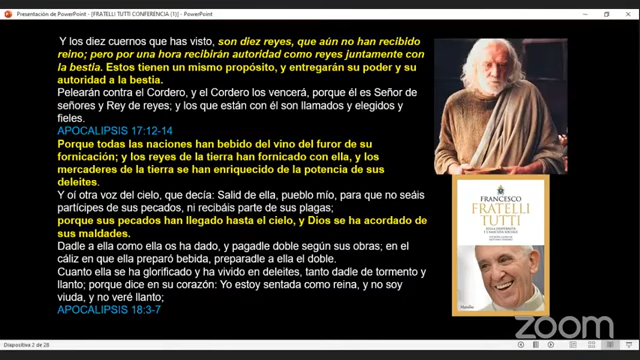 Presentación de PowerPoint - [FRATELLI TUTTI CONFERENCIA (1)] - PowerPoint
Y los diez cuernos que has visto, son diez reyes, que aún no han recibido
reino; pero por una hora recibirán autoridad como reyes juntamente con
la bestia. Estos tienen un mismo propósito, y entregarán su poder y su
autoridad a la bestia.
Pelearán contra el Cordero, y el Cordero los vencerá, porque él es Señor de
señores y Rey de reyes; y los que están con él son llamados y elegidos y
fieles.
APOCALIPSIS 17:12-14
Porque todas las naciones han bebido del vino del furor de su
fornicación; y los reyes de la tierra han fornicado con ella, y los
mercaderes de la tierra se han enriquecido de la potencia de sus
deleites.
Y oí otra voz del cielo, que decía: Salid de ella, pueblo mío, para que no seáis
partícipes de sus pecados, ni recibáis parte de sus plagas;
porque sus pecados han llegado hasta el cielo, y Dios se ha acordado de
sus maldades.
Dadle a ella como ella os ha dado, y pagadle doble según sus obras; en el
cáliz en que ella preparó bebida, preparadle a ella el doble.
Cuanto ella se ha glorificado y ha vivido en deleites, tanto dadle de tormento y
llanto; porque dice en su corazón: Yo estoy sentada como reina, y no soy
viuda, y no veré llanto;
APOCALIPSIS 18:3-7
FRANCESCO
FRATELLI
TUTTI
zoom
Diapositiva 2 de 28